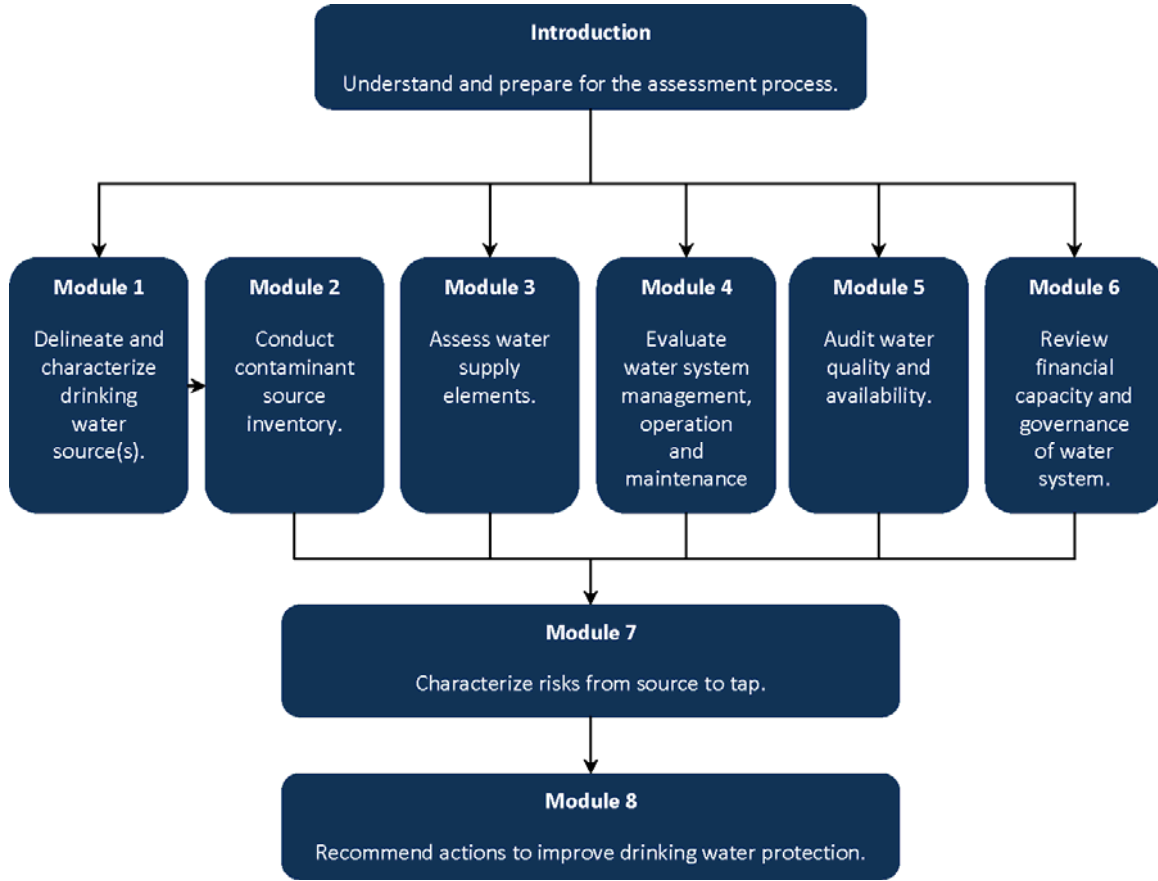 Introduction
Understand and prepare for the assessment process.
Module 1
Delineate and
characterize
drinking
water
source(s).
Module 2
Conduct
contaminant
source
inventory.
Module 3
Assess water
supply
elements.
Module 4
Evaluate
water system
management,
operation
and
maintenance
Module 5
Audit water
quality and
availability.
Module 6
Review
financial
capacity and
governance
of water
system.
Module 7
Characterize risks from source to tap.
Module 8
Recommend actions to improve drinking water protection.